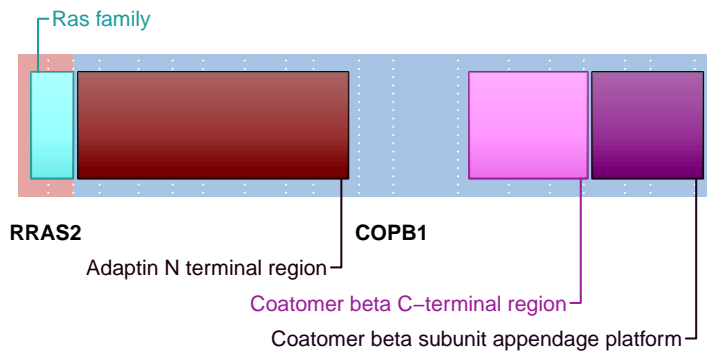 Ras family
RRAS2
COPB1
Adaptin N terminal region
Coatomer beta C−terminal region
Coatomer beta subunit appendage platform